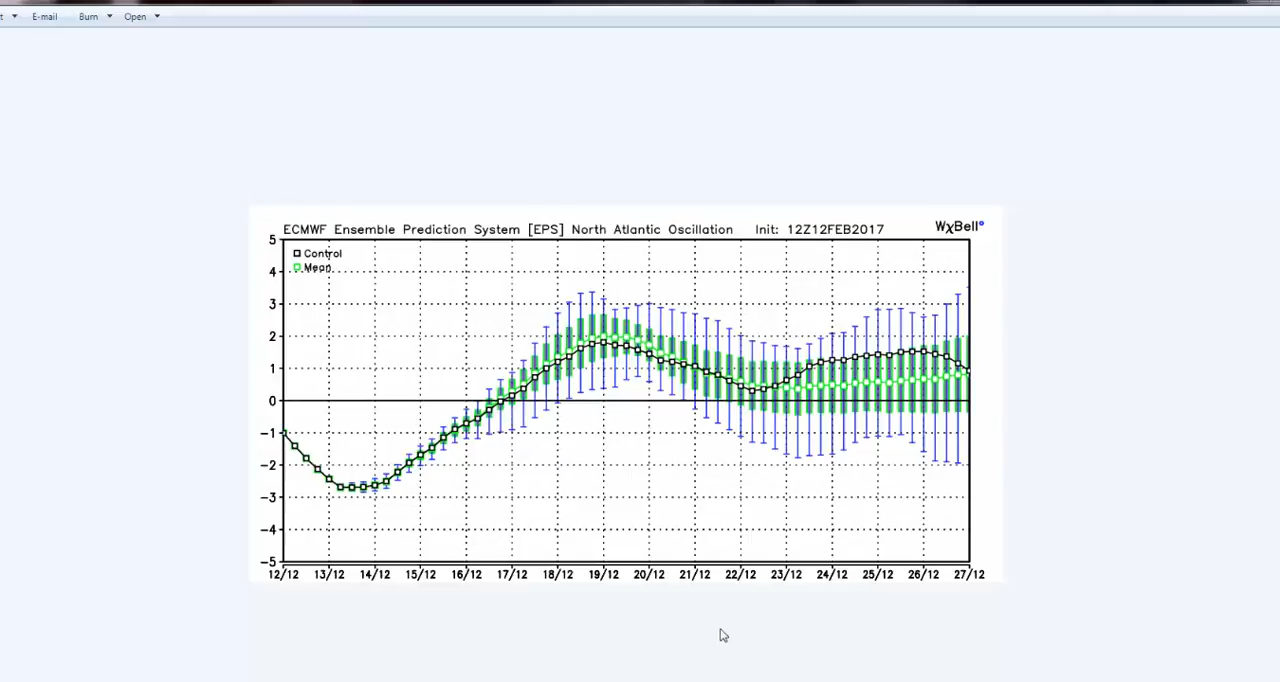 t E-mail Burn Open
ECMWF Ensemble Prediction System [EPS] North Atlantic Oscillation Init: 12Z12FEB2017 WχBell
Control
Mean
5
4
3
2
1
0
-1
-2
-3
-4
-5
12/12 13/12 14/12 15/12 16/12 17/12 18/12 19/12 20/12 21/12 22/12 23/12 24/12 25/12 26/12 27/12